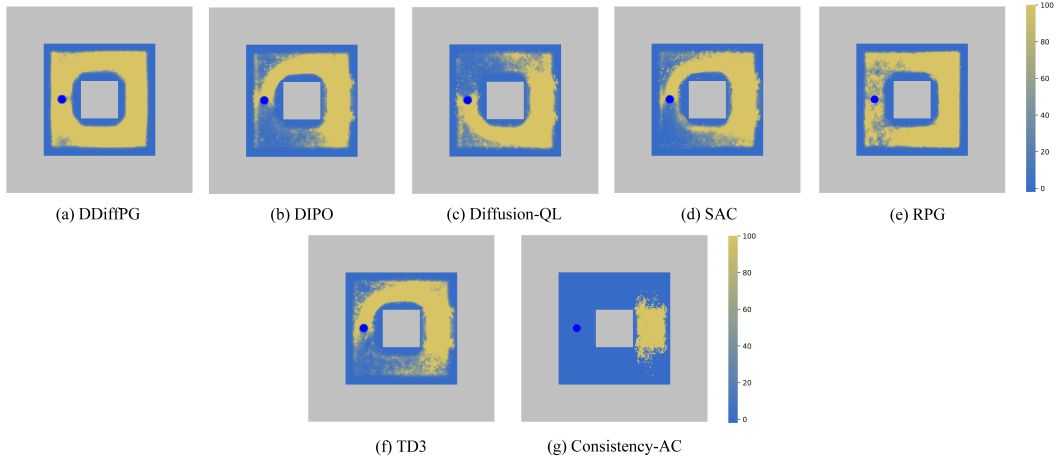 100
80
60
40
20
0
(a) DDiffPG
(b) DIPO
(c) Diffusion-QL
(d) SAC
(e) RPG
100
80
60
40
20
0
(f) TD3
(g) Consistency-AC